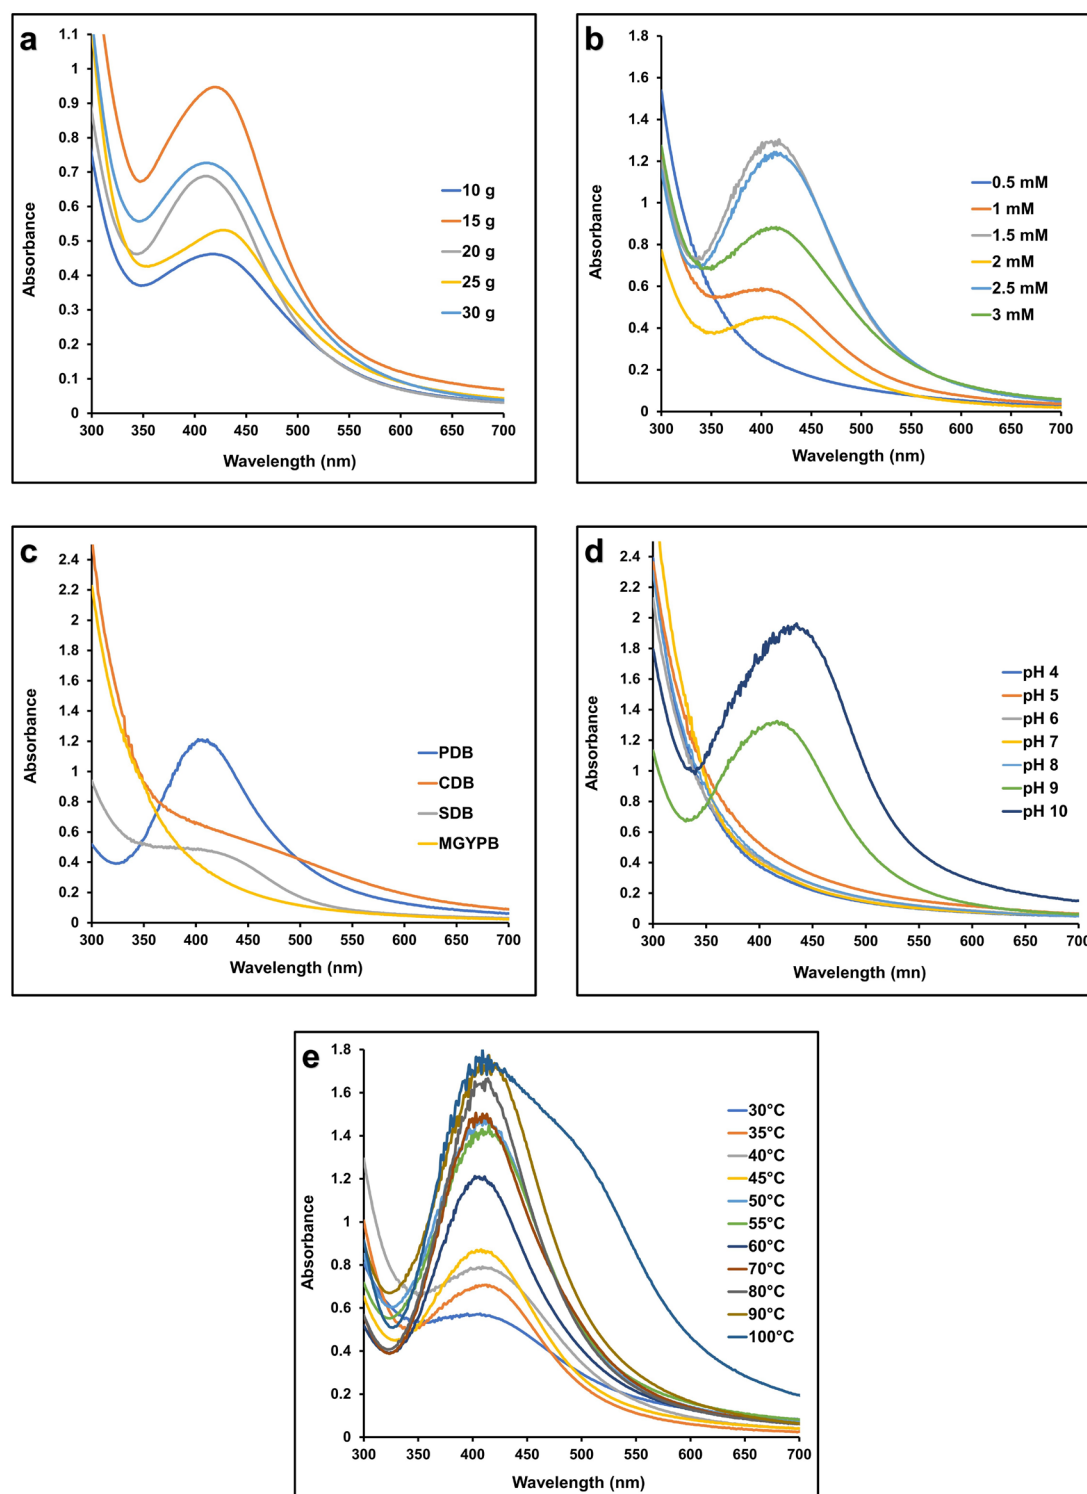 a
1.1
1
0.9
0.8
0.7
0.6
0.5
0.4
0.3
0.2
0.1
0
Absorbance
300 350 400 450 500 550 600 650 700
Wavelength (nm)
10 g
15 g
20 g
25 g
30 g
b
1.8
1.6
1.4
1.2
1
0.8
0.6
0.4
0.2
0
Absorbance
300 350 400 450 500 550 600 650 700
Wavelength (nm)
0.5 mM
1 mM
1.5 mM
2 mM
2.5 mM
3 mM
c
2.4
2.2
2
1.8
1.6
1.4
1.2
1
0.8
0.6
0.4
0.2
0
Absorbance
300 350 400 450 500 550 600 650 700
Wavelength (nm)
PDB
CDB
SDB
MGYPB
d
2.4
2.2
2
1.8
1.6
1.4
1.2
1
0.8
0.6
0.4
0.2
0
Absorbance
300 350 400 450 500 550 600 650 700
Wavelength (mn)
pH 4
pH 5
pH 6
pH 7
pH 8
pH 9
pH 10
e
1.8
1.6
1.4
1.2
1
0.8
0.6
0.4
0.2
0
Absorbance
300 350 400 450 500 550 600 650 700
Wavelength (nm)
30°C
35°C
40°C
45°C
50°C
55°C
60°C
70°C
80°C
90°C
100°C